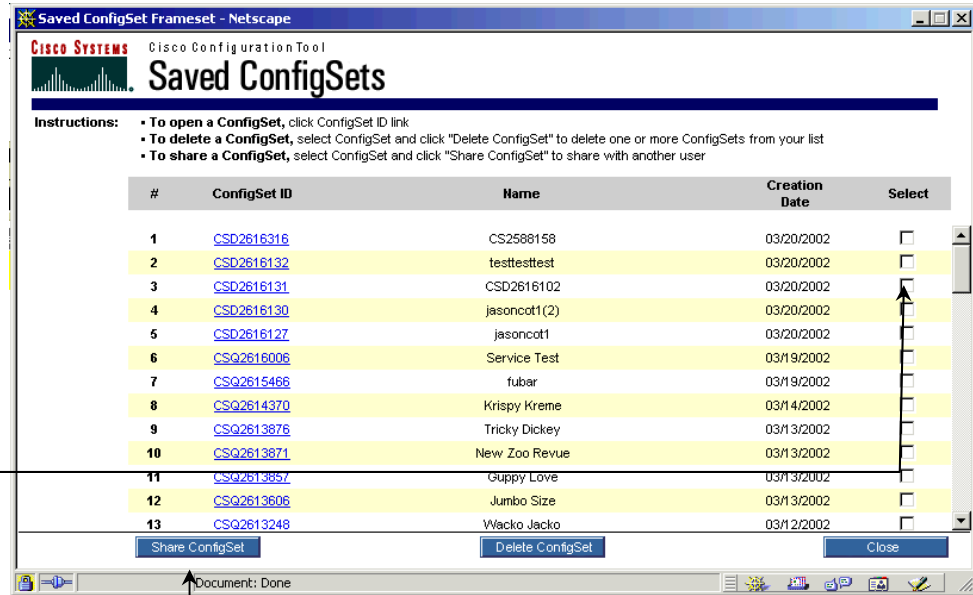 Saved ConfigSet Frameset - Netscape
CISCO SYSTEMS
Cisco Configuration Tool
Saved ConfigSets
Instructions:
▪ To open a ConfigSet, click ConfigSet ID link
▪ To delete a ConfigSet, select ConfigSet and click "Delete ConfigSet" to delete one or more ConfigSets from your list
▪ To share a ConfigSet, select ConfigSet and click "Share ConfigSet" to share with another user
# ConfigSet ID Name Creation Date Select
1 CSD2616316 CS2588158 03/20/2002
2 CSD2616132 testtesttest 03/20/2002
3 CSD2616131 CSD2616102 03/20/2002
4 CSD2616130 jasoncot1(2) 03/20/2002
5 CSD2616127 jasoncot1 03/20/2002
6 CSQ2616006 Service Test 03/19/2002
7 CSQ2615466 fubar 03/19/2002
8 CSQ2614370 Krispy Kreme 03/14/2002
9 CSQ2613876 Tricky Dickey 03/13/2002
10 CSQ2613871 New Zoo Revue 03/13/2002
11 CSQ2613857 Guppy Love 03/13/2002
12 CSQ2613606 Jumbo Size 03/13/2002
13 CSQ2613248 Wacko Jacko 03/12/2002
Share ConfigSet Delete ConfigSet Close
Document: Done